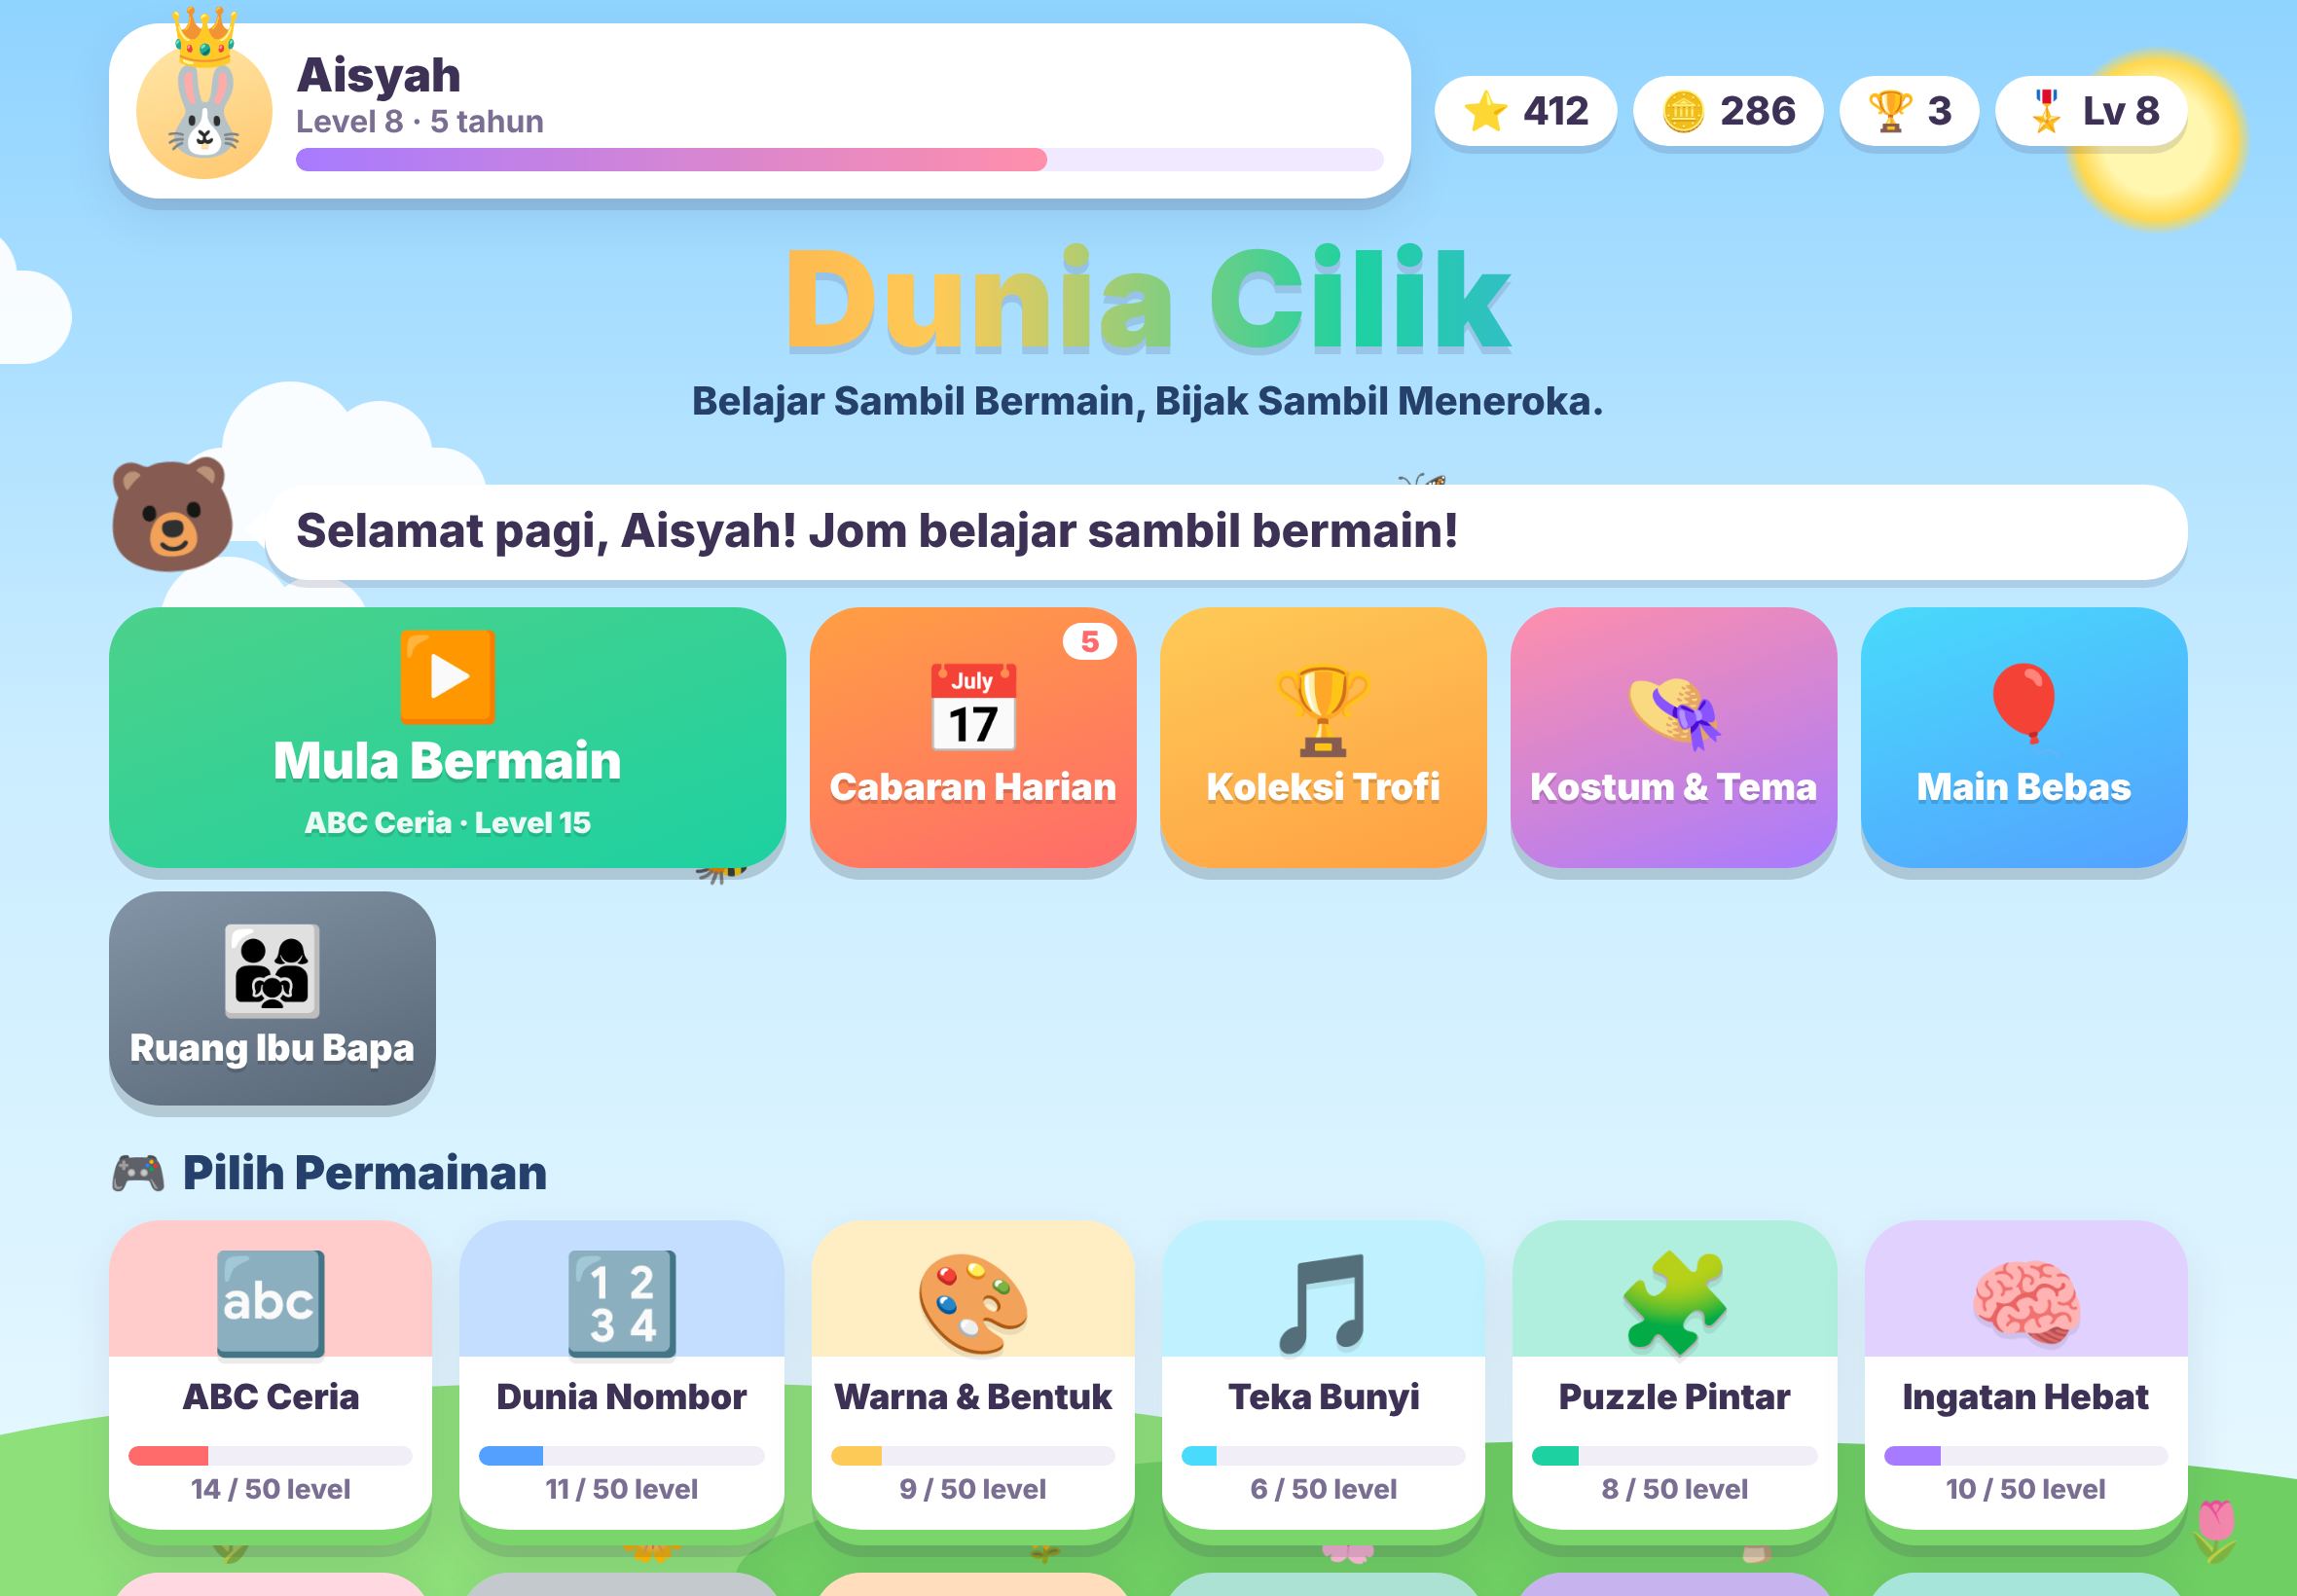 Aisyah
Level 8 · 5 tahun
412
286
3
Lv 8
Dunia Cilik
Belajar Sambil Bermain, Bijak Sambil Meneroka.
Selamat pagi, Aisyah! Jom belajar sambil bermain!
Mula Bermain
ABC Ceria · Level 15
5
July
17
Cabaran Harian
Koleksi Trofi
Kostum & Tema
Main Bebas
Ruang Ibu Bapa
Pilih Permainan
abc
ABC Ceria
14 / 50 level
1 2
3 4
Dunia Nombor
11 / 50 level
Warna & Bentuk
9 / 50 level
Teka Bunyi
6 / 50 level
Puzzle Pintar
8 / 50 level
Ingatan Hebat
10 / 50 level